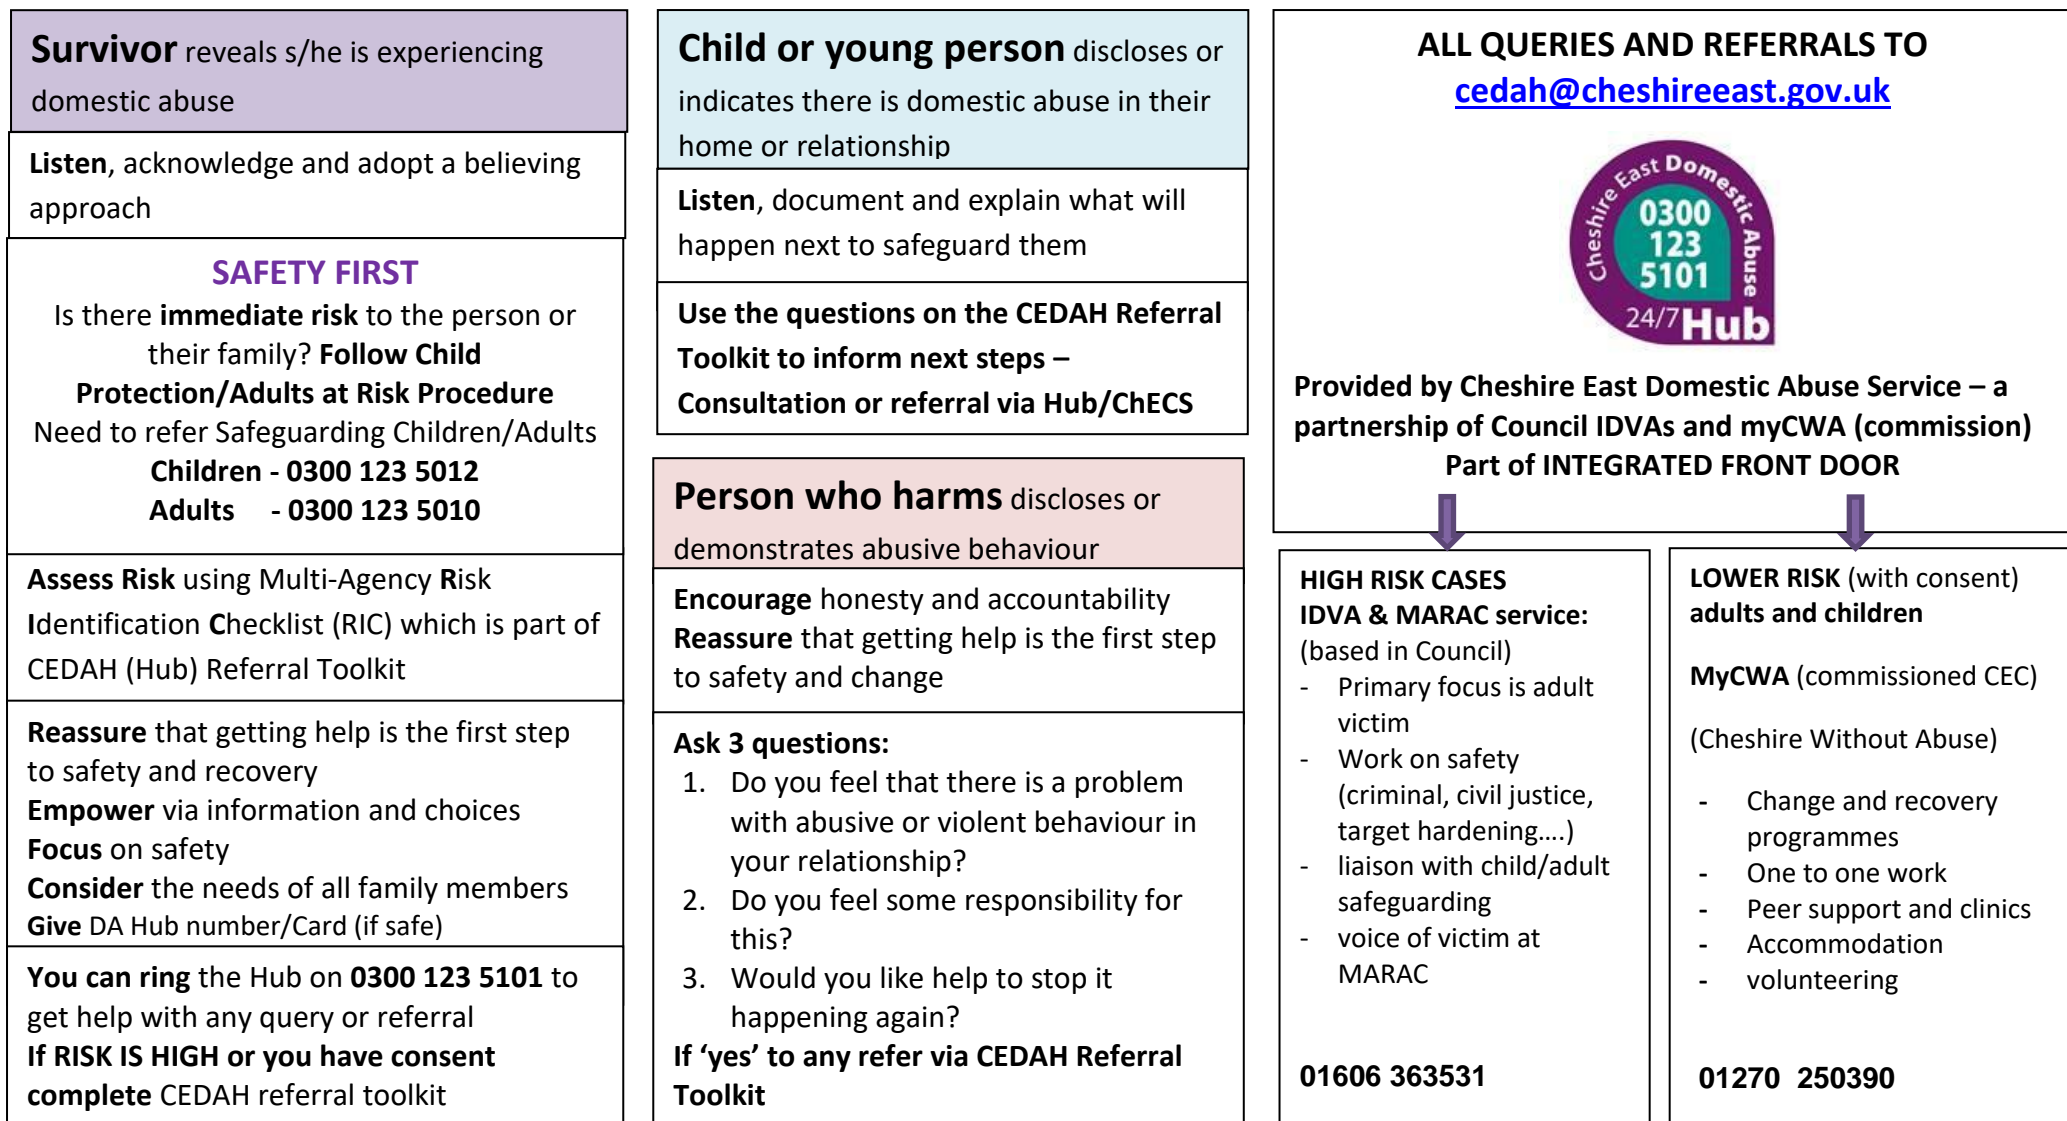 Survivor reveals s/he is experiencing
domestic abuse
Listen, acknowledge and adopt a believing
approach
SAFETY FIRST
Is there immediate risk to the person or
their family? Follow Child
Protection/Adults at Risk Procedure
Need to refer Safeguarding Children/Adults
Children - 0300 123 5012
Adults - 0300 123 5010
Assess Risk using Multi-Agency Risk
Identification Checklist (RIC) which is part of
CEDAH (Hub) Referral Toolkit
Reassure that getting help is the first step
to safety and recovery
Empower via information and choices
Focus on safety
Consider the needs of all family members
Give DA Hub number/Card (if safe)
You can ring the Hub on 0300 123 5101 to
get help with any query or referral
If RISK IS HIGH or you have consent
complete CEDAH referral toolkit
Child or young person discloses or
indicates there is domestic abuse in their
home or relationship
Listen, document and explain what will
happen next to safeguard them
Use the questions on the CEDAH Referral
Toolkit to inform next steps –
Consultation or referral via Hub/ChECS
Person who harms discloses or
demonstrates abusive behaviour
Encourage honesty and accountability
Reassure that getting help is the first step
to safety and change
Ask 3 questions:
1. Do you feel that there is a problem
with abusive or violent behaviour in
your relationship?
2. Do you feel some responsibility for
this?
3. Would you like help to stop it
happening again?
If ‘yes’ to any refer via CEDAH Referral
Toolkit
ALL QUERIES AND REFERRALS TO
cedah@cheshireeast.gov.uk
Cheshire East Domestic Abuse
0300
123
5101
24/7 Hub
Provided by Cheshire East Domestic Abuse Service – a
partnership of Council IDVAs and myCWA (commission)
Part of INTEGRATED FRONT DOOR
HIGH RISK CASES
IDVA & MARAC service:
(based in Council)
- Primary focus is adult
victim
- Work on safety
(criminal, civil justice,
target hardening….)
- liaison with child/adult
safeguarding
- voice of victim at
MARAC
01606 363531
LOWER RISK (with consent)
adults and children
MyCWA (commissioned CEC)
(Cheshire Without Abuse)
- Change and recovery
programmes
- One to one work
- Peer support and clinics
- Accommodation
- volunteering
01270 250390